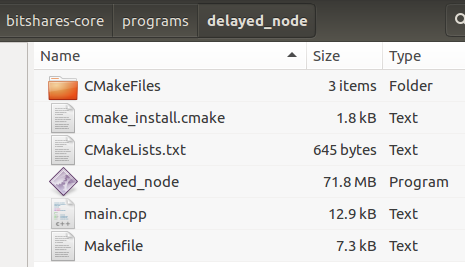 bitshares-core programs delayed_node
Name Size Type
CMakeFiles 3 items Folder
cmake_install.cmake 1.8 kB Text
CMakeLists.txt 645 bytes Text
delayed_node 71.8 MB Program
main.cpp 12.9 kB Text
Makefile 7.3 kB Text